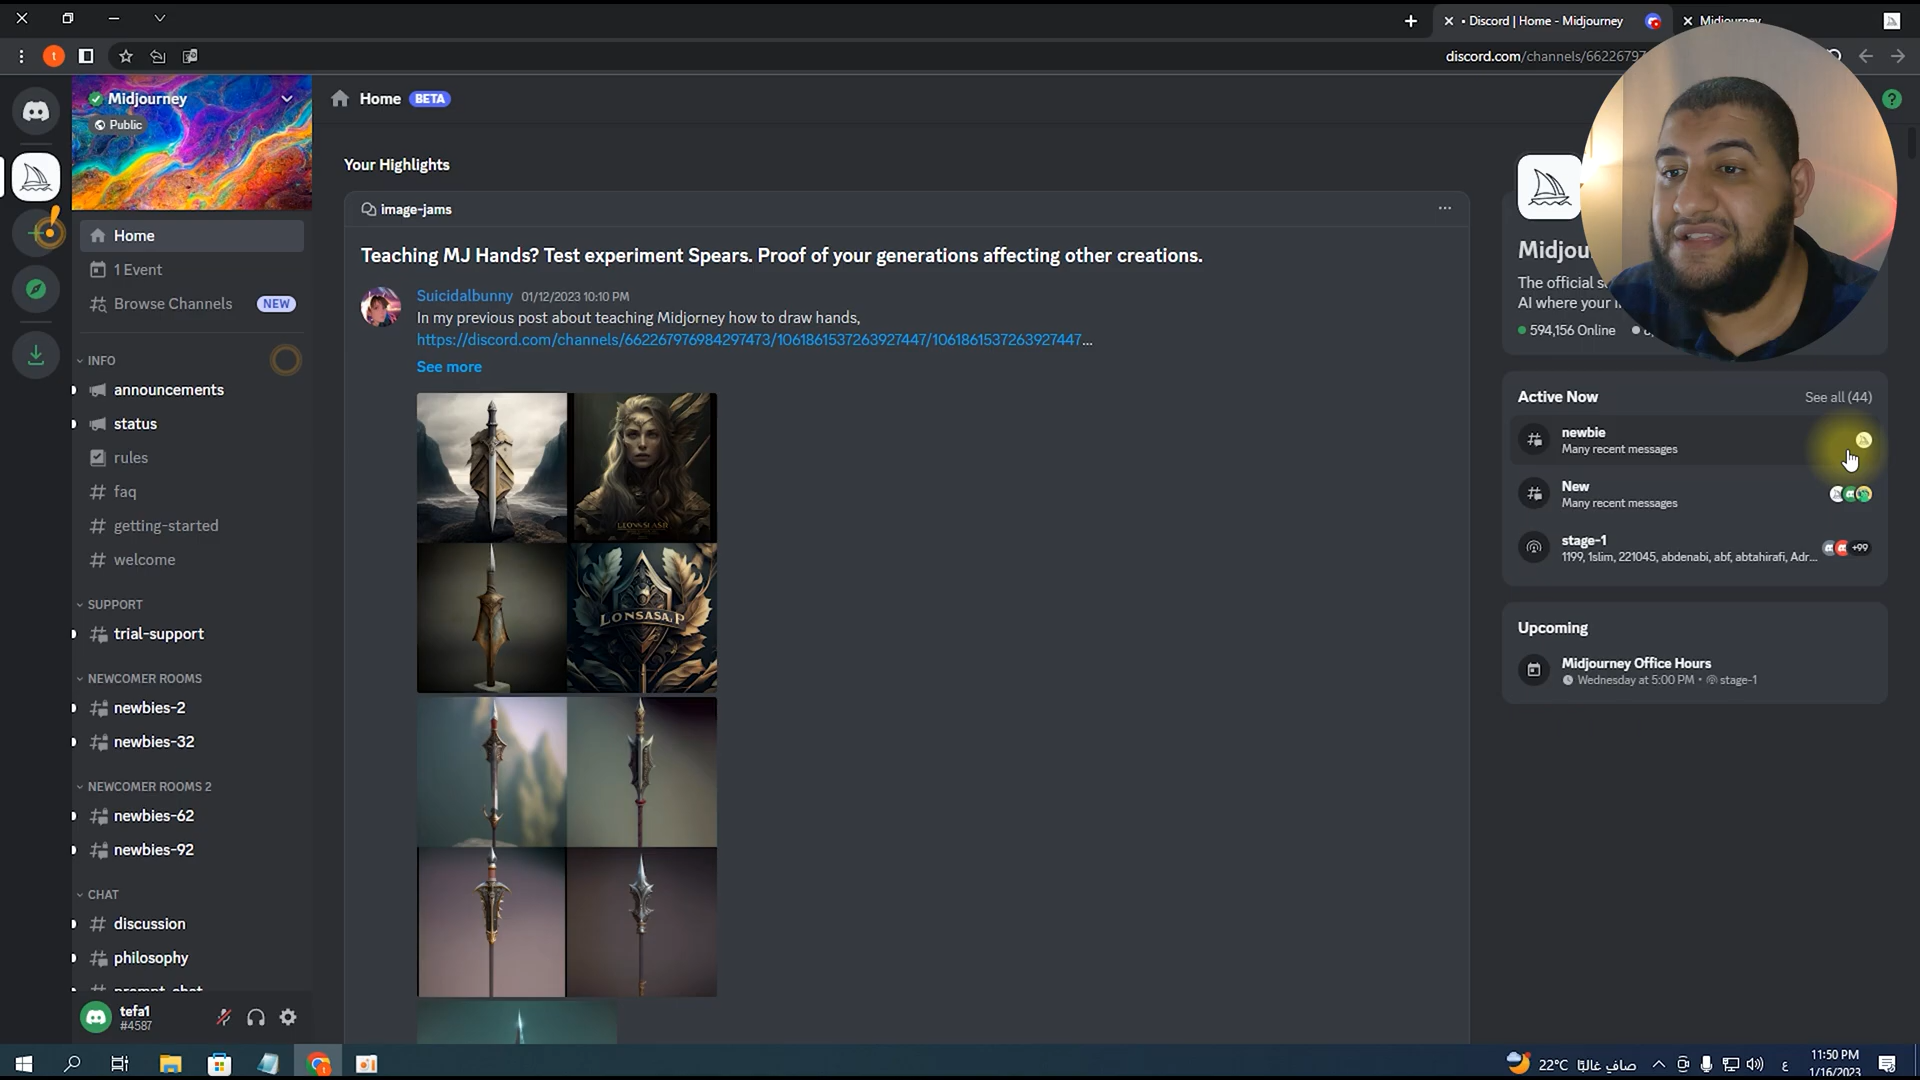 Discord | Home - Midjourney
Midjourney
discord.com/channels/6622679
Midjourney
Public
Home
1 Event
Browse Channels
NEW
INFO
announcements
status
rules
faq
getting-started
welcome
SUPPORT
trial-support
NEWCOMER ROOMS
newbies-2
newbies-32
NEWCOMER ROOMS 2
newbies-62
newbies-92
CHAT
discussion
philosophy
prompt-chat
tefa1
#4587
Home BETA
Your Highlights
image-jams
Teaching MJ Hands? Test experiment Spears. Proof of your generations affecting other creations.
Suicidalbunny 01/12/2023 10:10 PM
In my previous post about teaching Midjorney how to draw hands,
https://discord.com/channels/662267976984297473/1061861537263927447/1061861537263927447...
See more
LONSASA.P
Midjou
The official s
AI where your
594,156 Online
Active Now
See all (44)
newbie
Many recent messages
New
Many recent messages
stage-1
1199, 1slim, 221045, abdenabi, abf, abtahirafi, Adr...
+99
Upcoming
Midjourney Office Hours
Wednesday at 5:00 PM • stage-1
22°C صافٍ غالبًا
ع
11:50 PM
1/16/2023